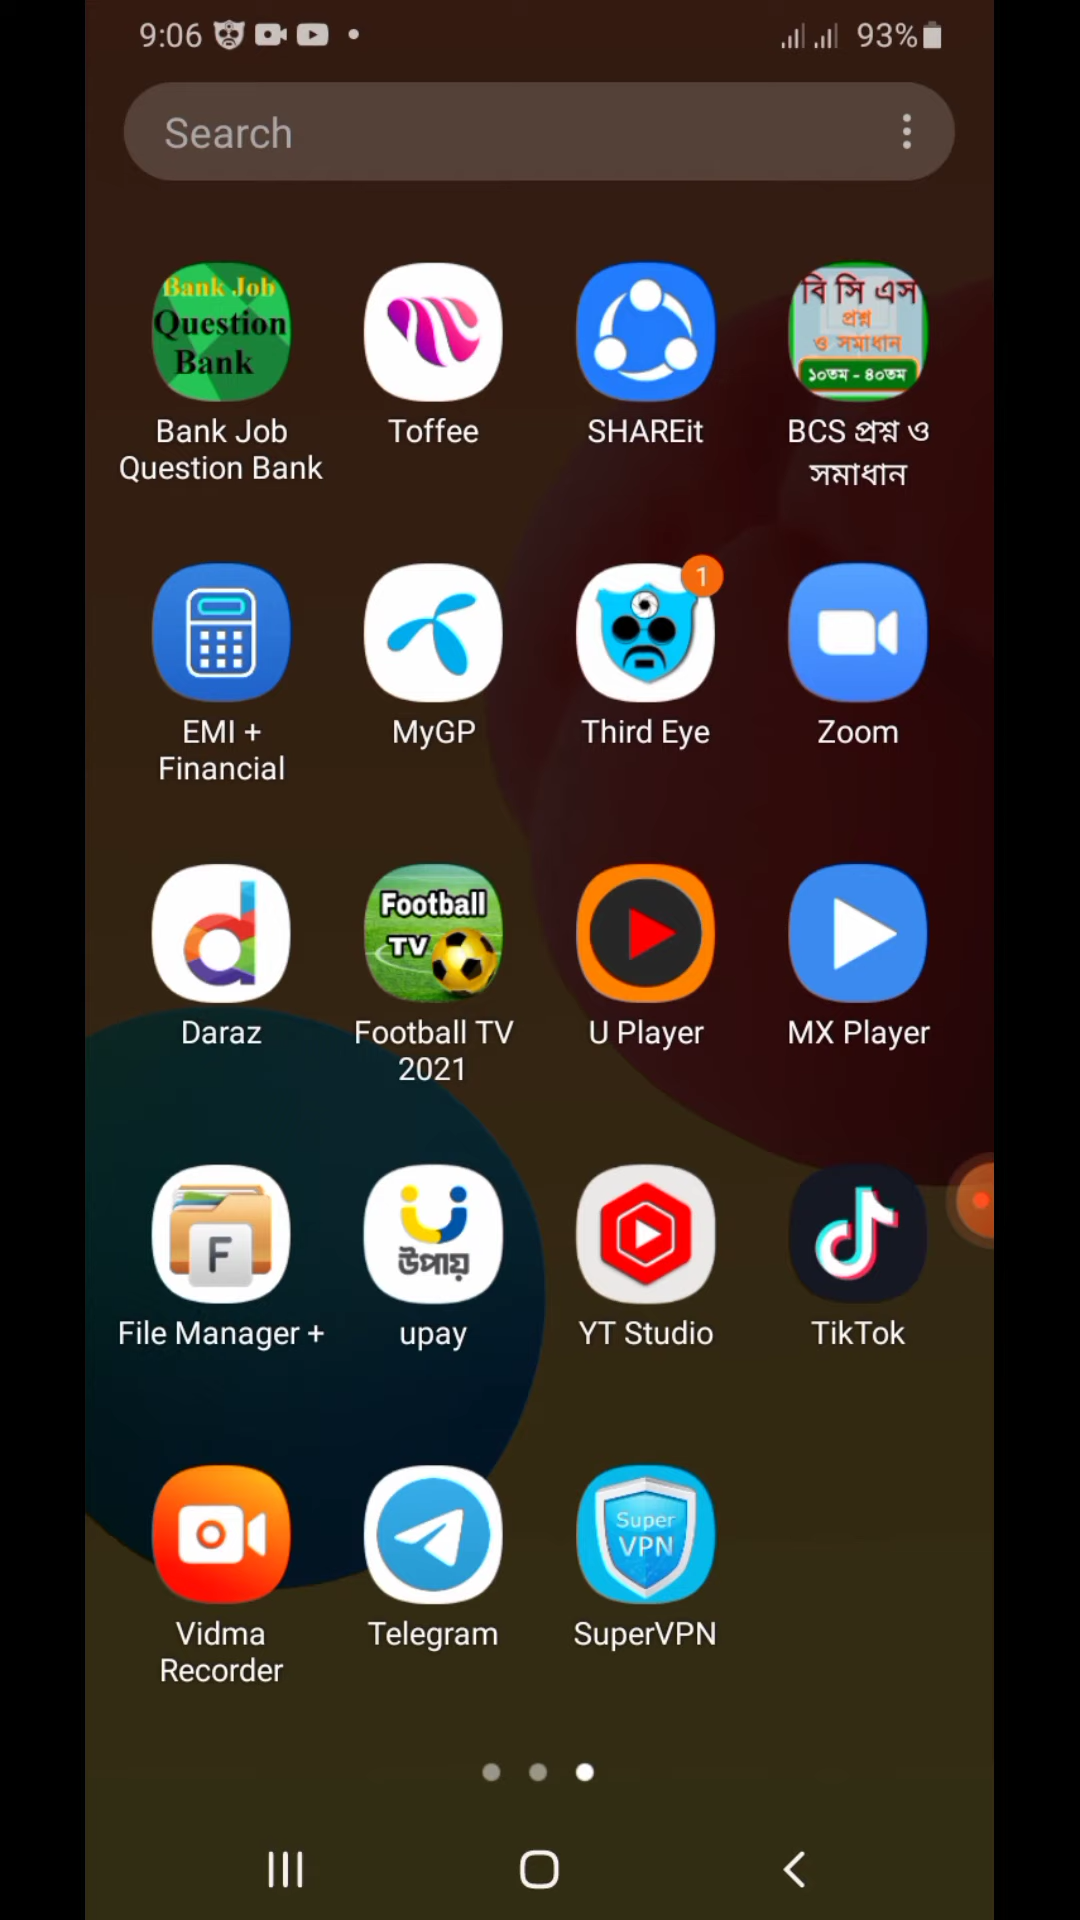 9:06
93%
Search
Bank Job
Question
Bank
বি সি এস
প্রশ্ন
ও সমাধান
১০তম - ৪০তম
Bank Job
Question Bank
Toffee
SHAREit
BCS প্রশ্ন ও
সমাধান
1
EMI +
Financial
MyGP
Third Eye
Zoom
Football
TV
Daraz
Football TV
2021
U Player
MX Player
F
উপায়
File Manager +
upay
YT Studio
TikTok
Super
VPN
Vidma
Recorder
Telegram
SuperVPN